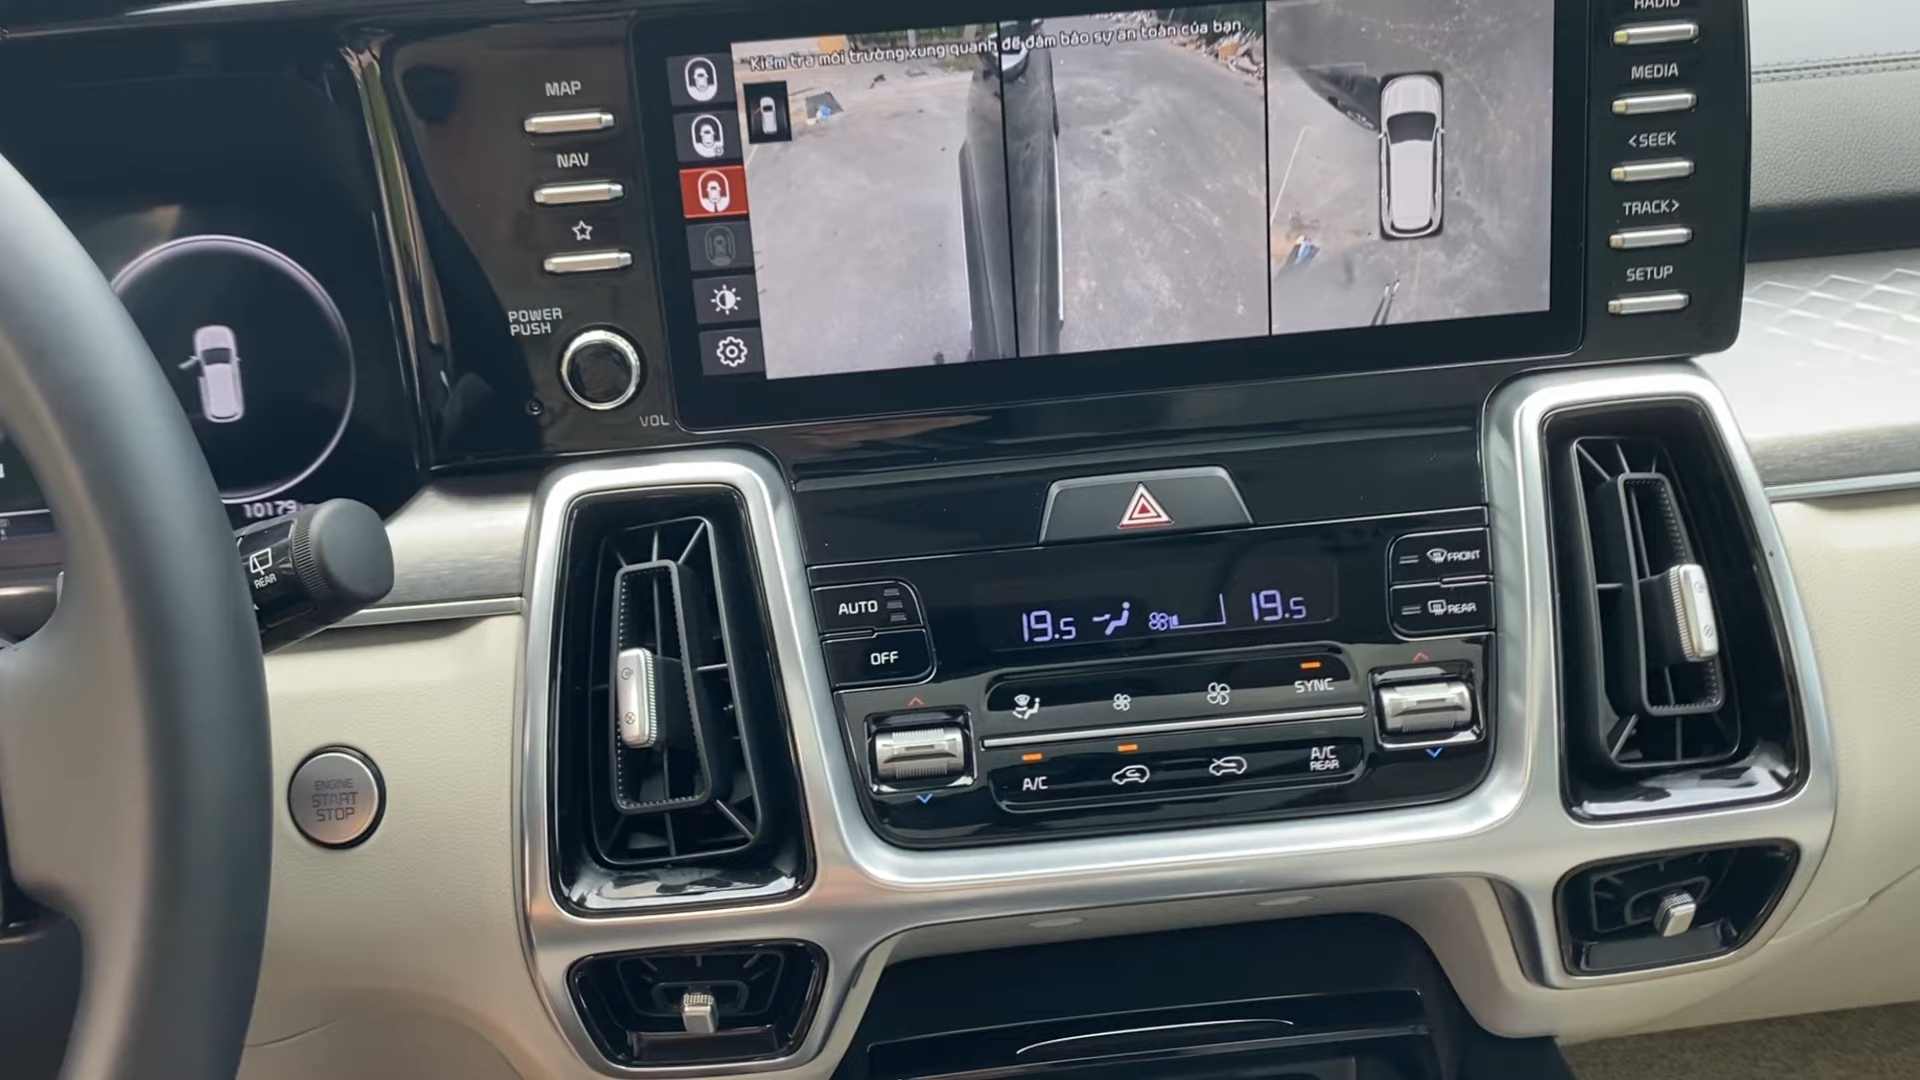 RADIO
MAP
MEDIA
Kiểm tra môi trường xung quanh để đảm bảo sự an toàn của bạn.
<SEEK
NAV
TRACK>
SETUP
POWER
PUSH
VOL
10179
REAR
FRONT
REAR
AUTO
19.5
19.5
OFF
SYNC
A/C
A/C
REAR
ENGINE
START
STOP